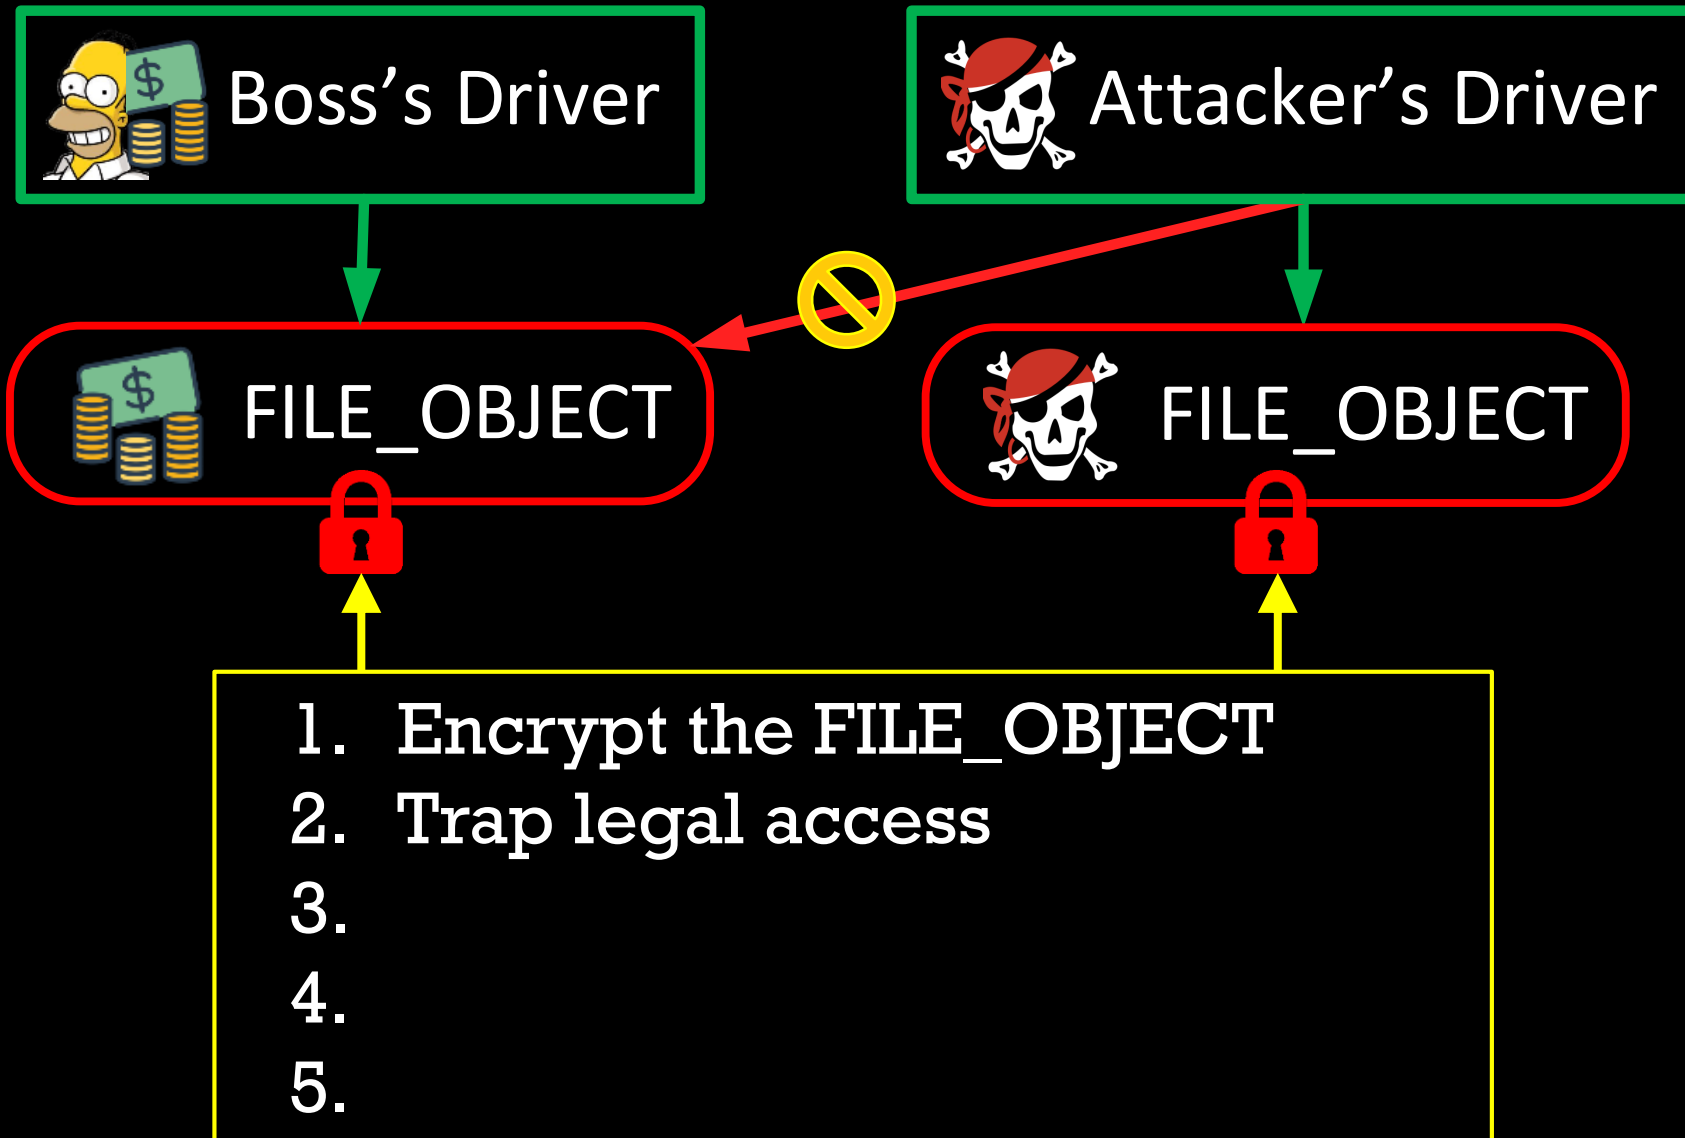 Boss’s Driver
Attacker’s Driver
FILE_OBJECT
FILE_OBJECT
1. Encrypt the FILE_OBJECT
2. Trap legal access
3.
4.
5.